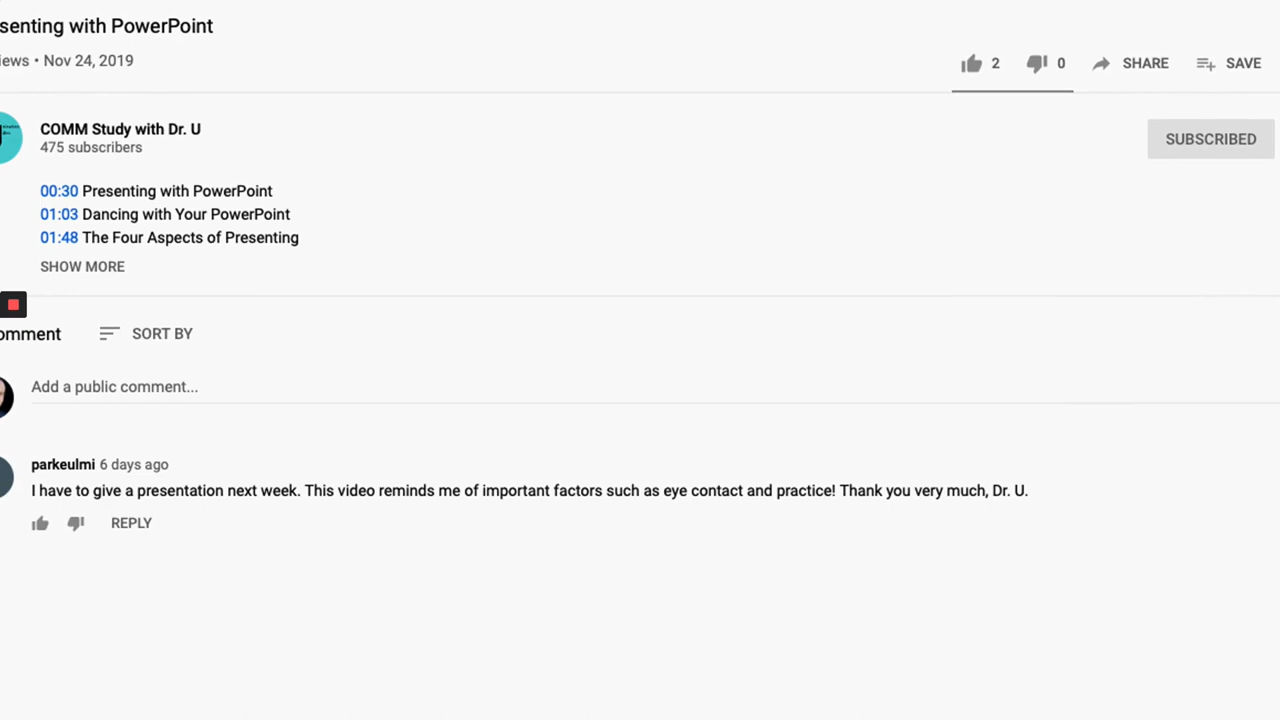 senting with PowerPoint
iews • Nov 24, 2019
2 0 SHARE SAVE
COMM Study with Dr. U
475 subscribers
SUBSCRIBED
00:30 Presenting with PowerPoint
01:03 Dancing with Your PowerPoint
01:48 The Four Aspects of Presenting
SHOW MORE
omment SORT BY
Add a public comment...
parkeulmi 6 days ago
I have to give a presentation next week. This video reminds me of important factors such as eye contact and practice! Thank you very much, Dr. U.
REPLY